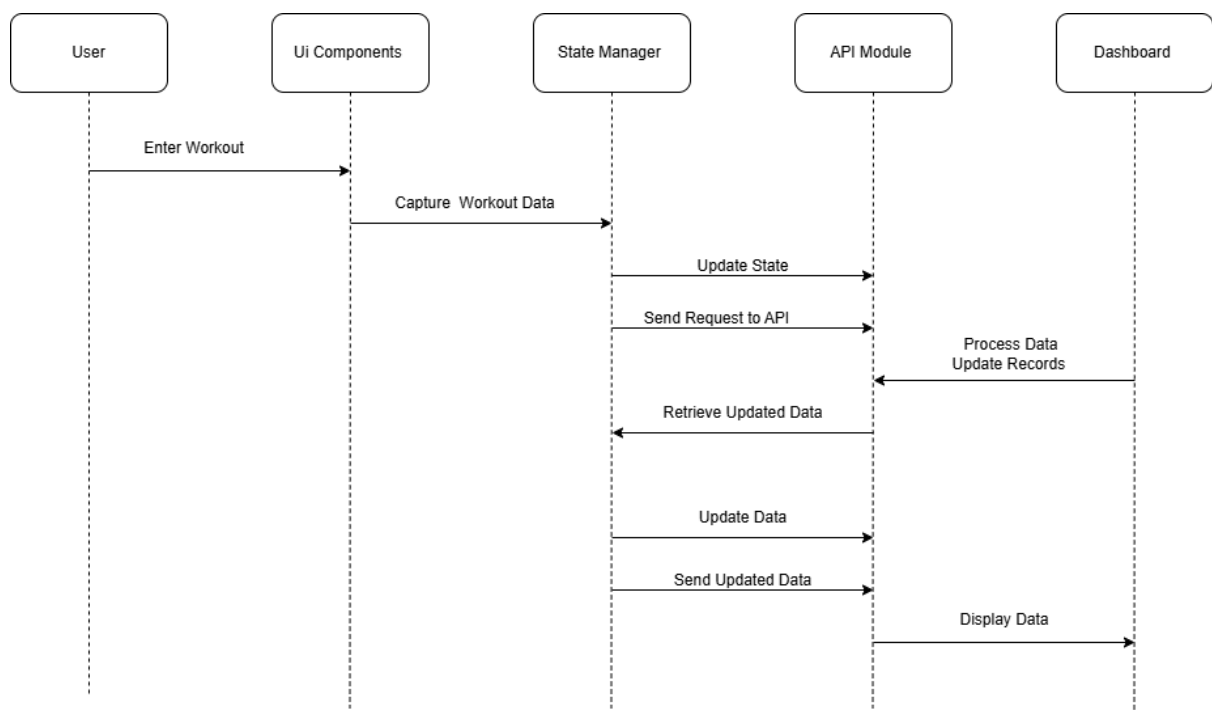 User
Ui Components
State Manager
API Module
Dashboard
Enter Workout
Capture Workout Data
Update State
Send Request to API
Process Data
Update Records
Retrieve Updated Data
Update Data
Send Updated Data
Display Data